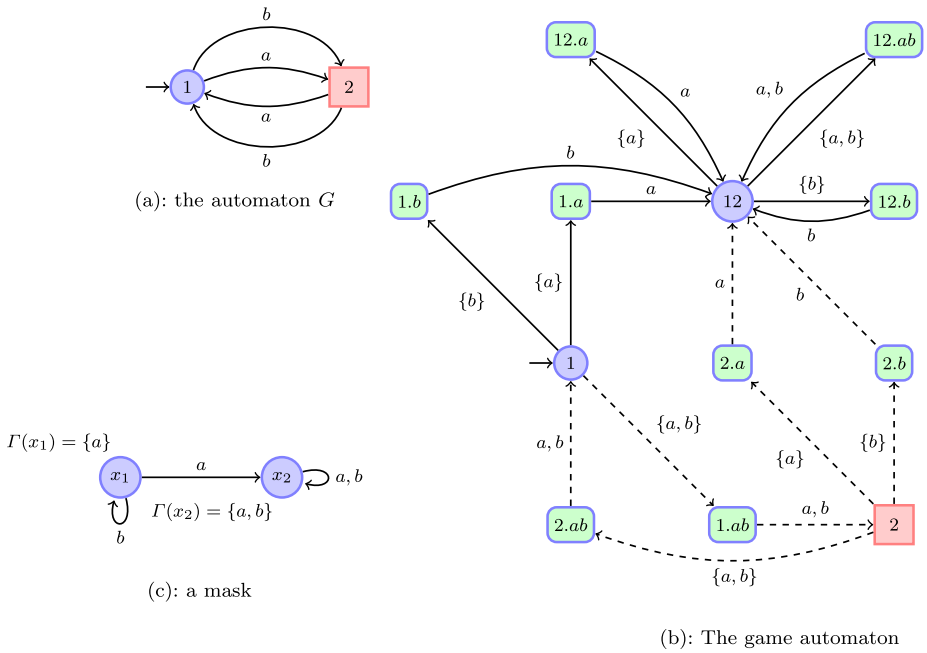 b
a
1
2
a
b
(a): the automaton G
12.a
12.ab
a
a, b
{a}
{a, b}
b
1.b
1.a
a
12
{b}
12.b
b
{b}
{a}
a
b
1
2.a
2.b
a, b
{a, b}
{a}
{b}
2.ab
1.ab
a, b
2
{a, b}
Γ(x₁) = {a}
x₁
a
x₂
a, b
Γ(x₂) = {a, b}
b
(c): a mask
(b): The game automaton